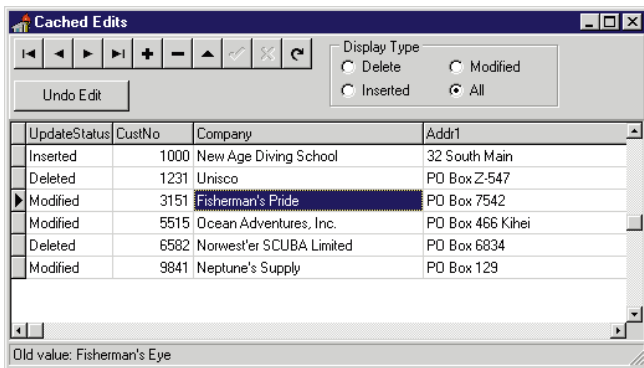 Cached Edits
Display Type
Delete Modified
Inserted All
Undo Edit
UpdateStatus CustNo Company Addr1
Inserted 1000 New Age Diving School 32 South Main
Deleted 1231 Unisco PO Box Z-547
Modified 3151 Fisherman's Pride PO Box 7542
Modified 5515 Ocean Adventures, Inc. PO Box 466 Kihei
Deleted 6582 Norwest'er SCUBA Limited PO Box 6834
Modified 9841 Neptune's Supply PO Box 129
Old value: Fisherman's Eye